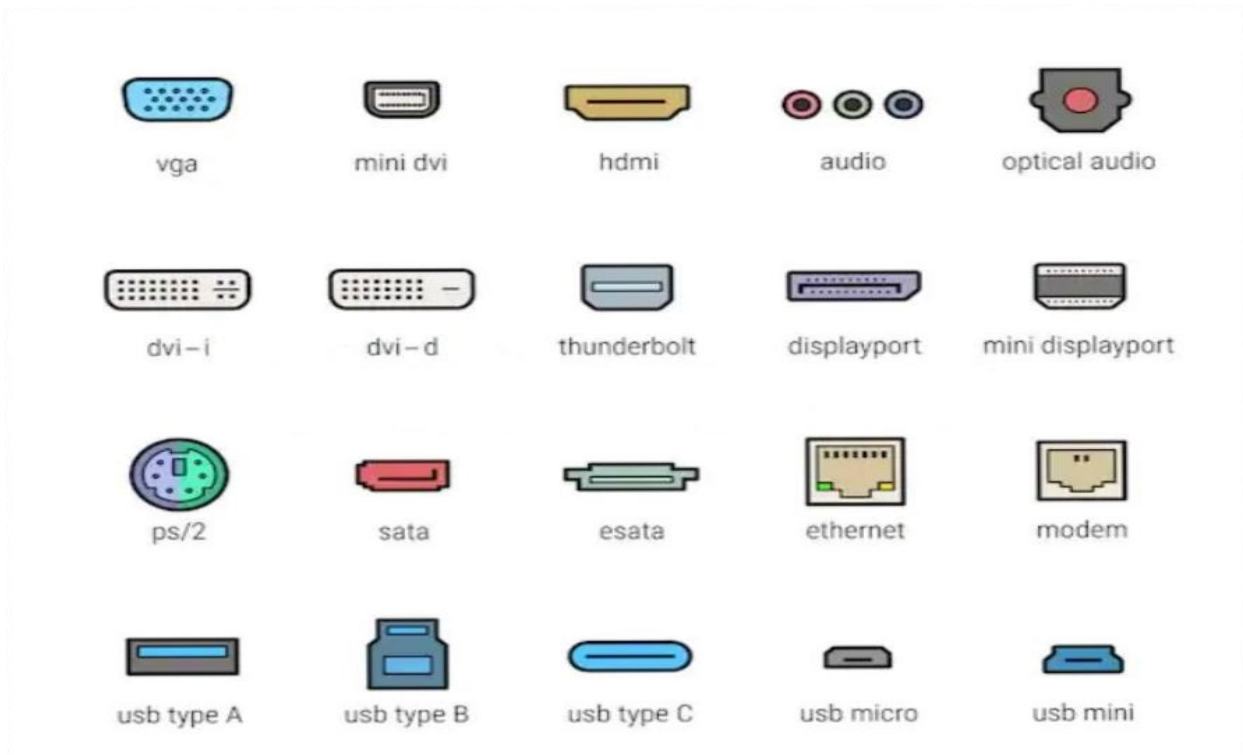 vga
mini dvi
hdmi
audio
optical audio
dvi–i
dvi–d
thunderbolt
displayport
mini displayport
ps/2
sata
esata
ethernet
modem
usb type A
usb type B
usb type C
usb micro
usb mini